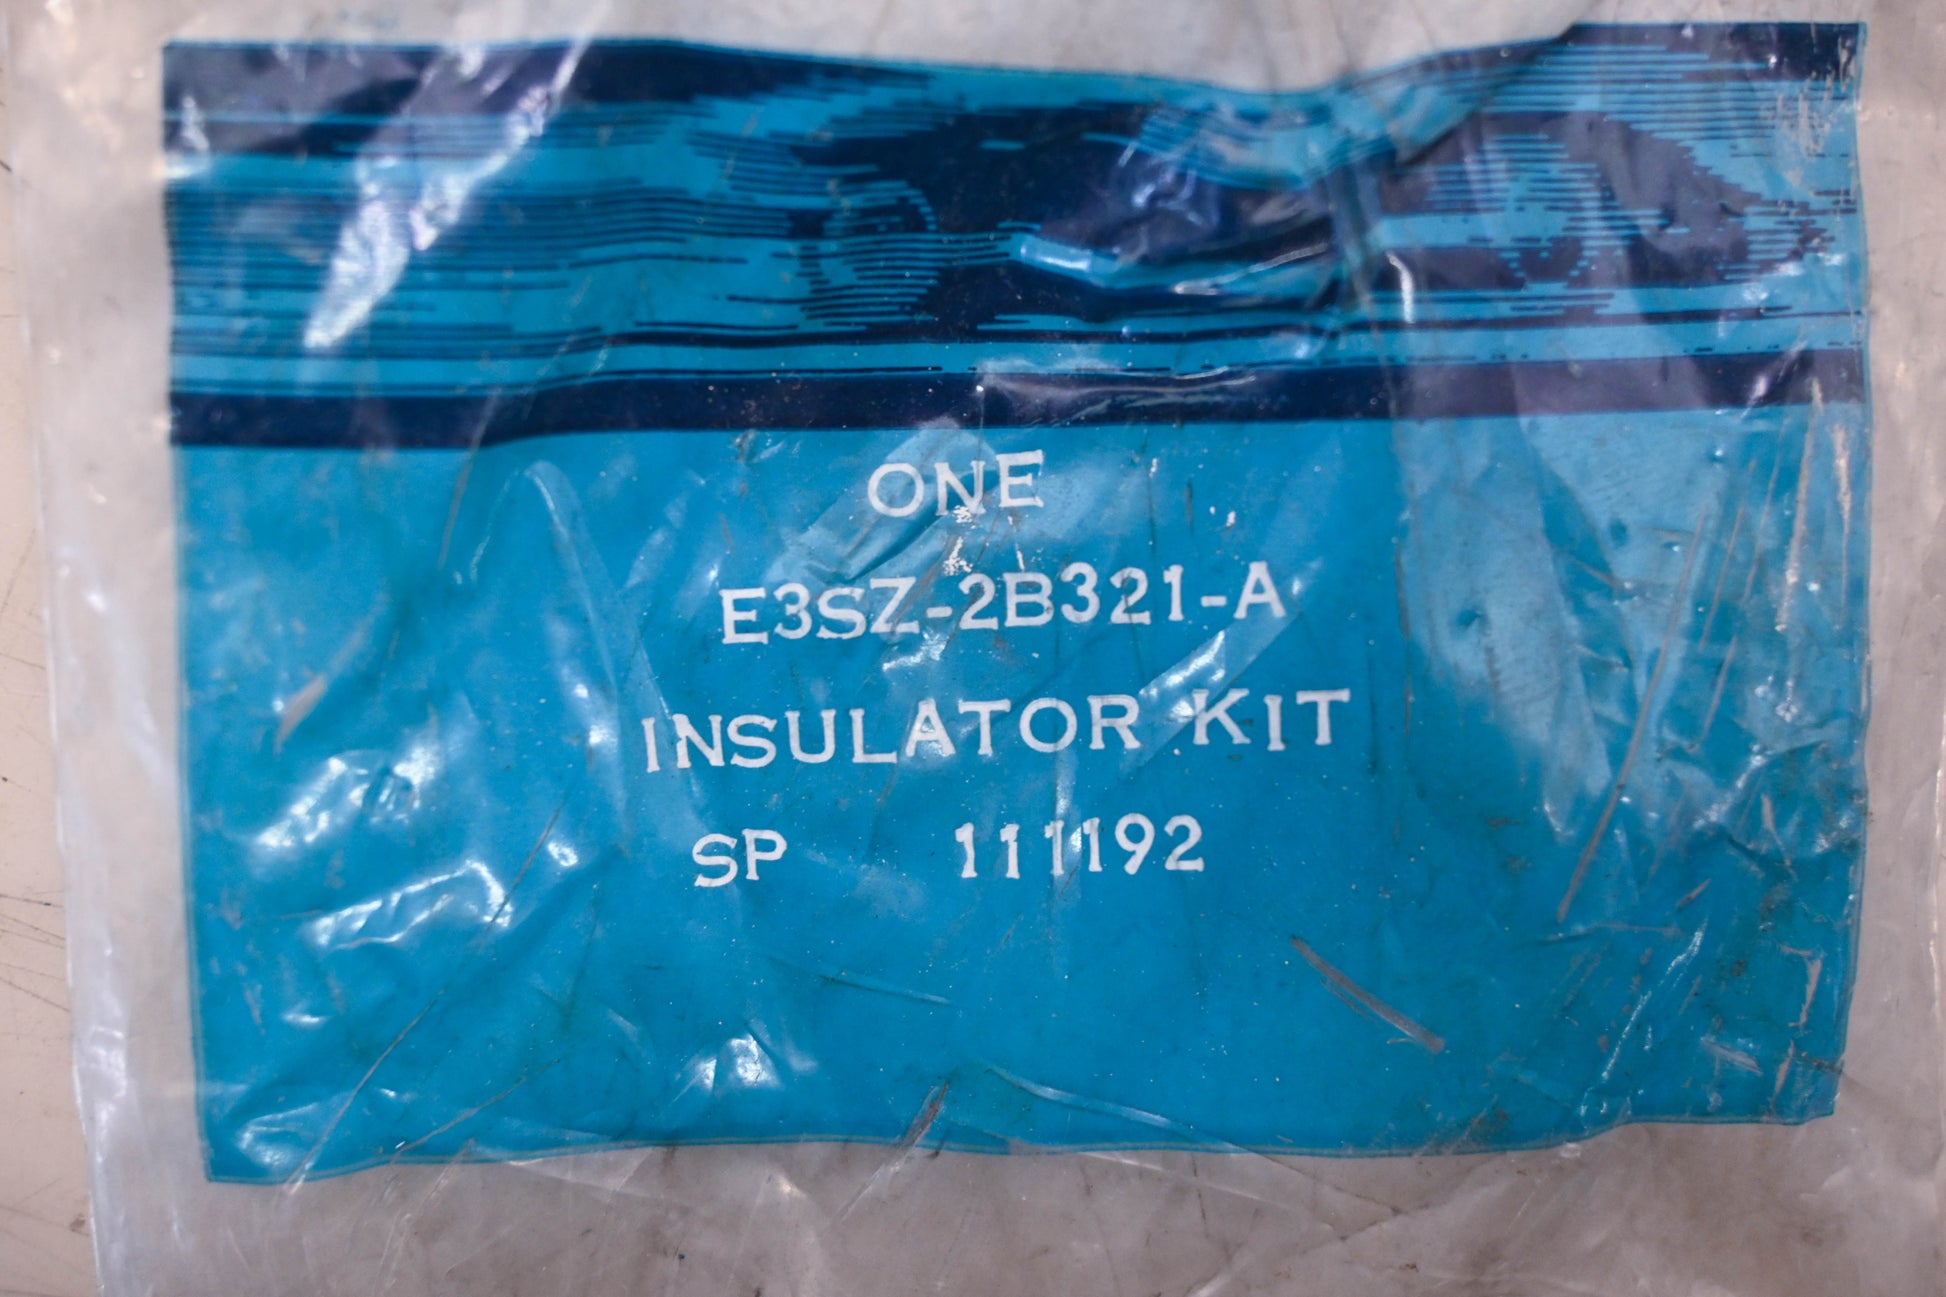 ONE
E3SZ-2B321-A
INSULATOR KIT
SP 111192